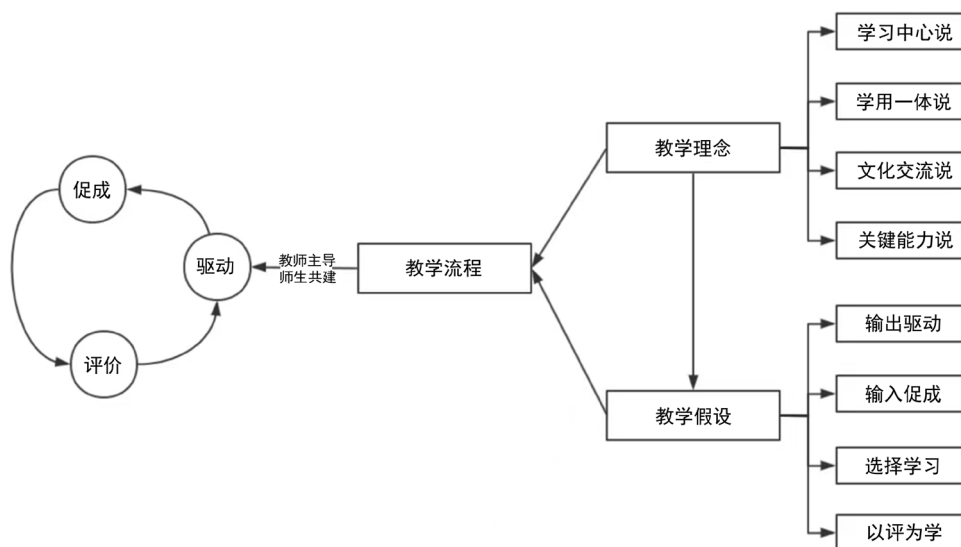 学习中心说
学用一体说
教学理念
文化交流说
促成
关键能力说
驱动
教师主导
师生共建
教学流程
输出驱动
评价
输入促成
教学假设
选择学习
以评为学